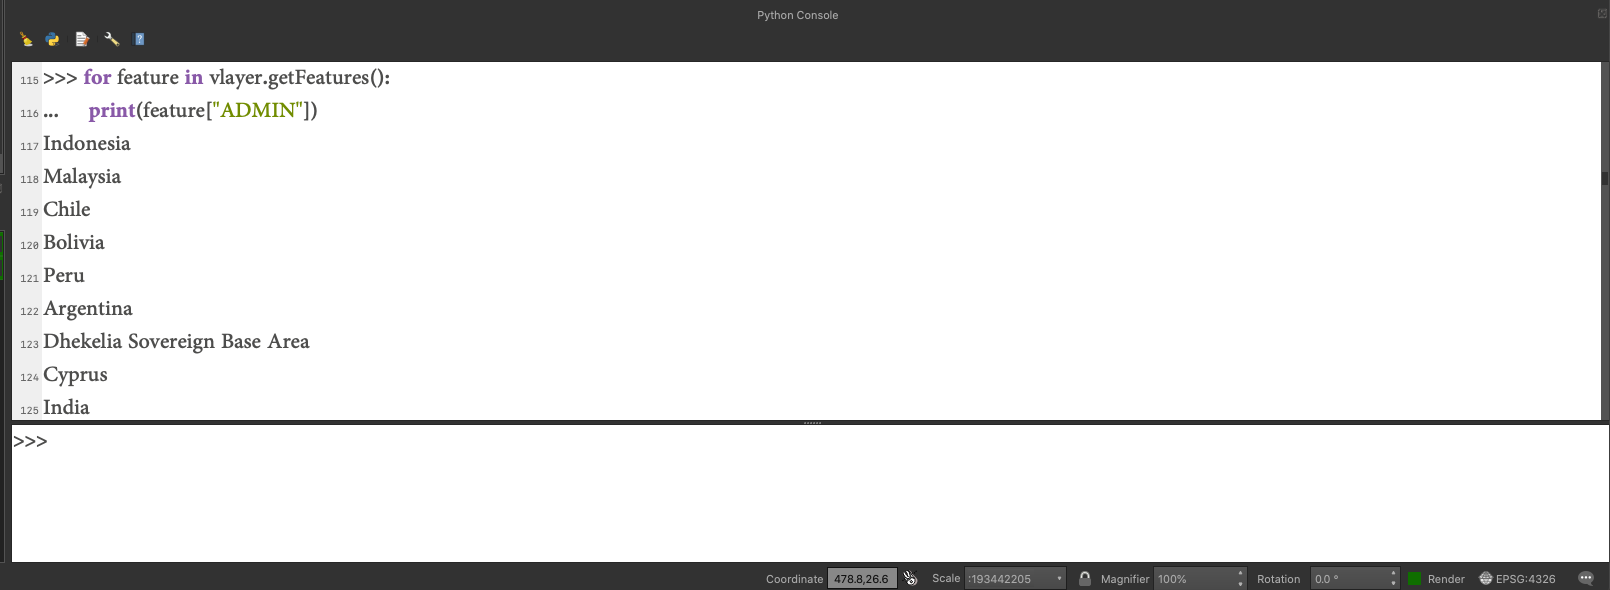 Python Console
115 >>> for feature in vlayer.getFeatures():
116 ... print(feature["ADMIN"])
117 Indonesia
118 Malaysia
119 Chile
120 Bolivia
121 Peru
122 Argentina
123 Dhekelia Sovereign Base Area
124 Cyprus
125 India
>>>
Coordinate 478.8,26.6 Scale :193442205 Magnifier 100% Rotation 0.0 ° Render EPSG:4326